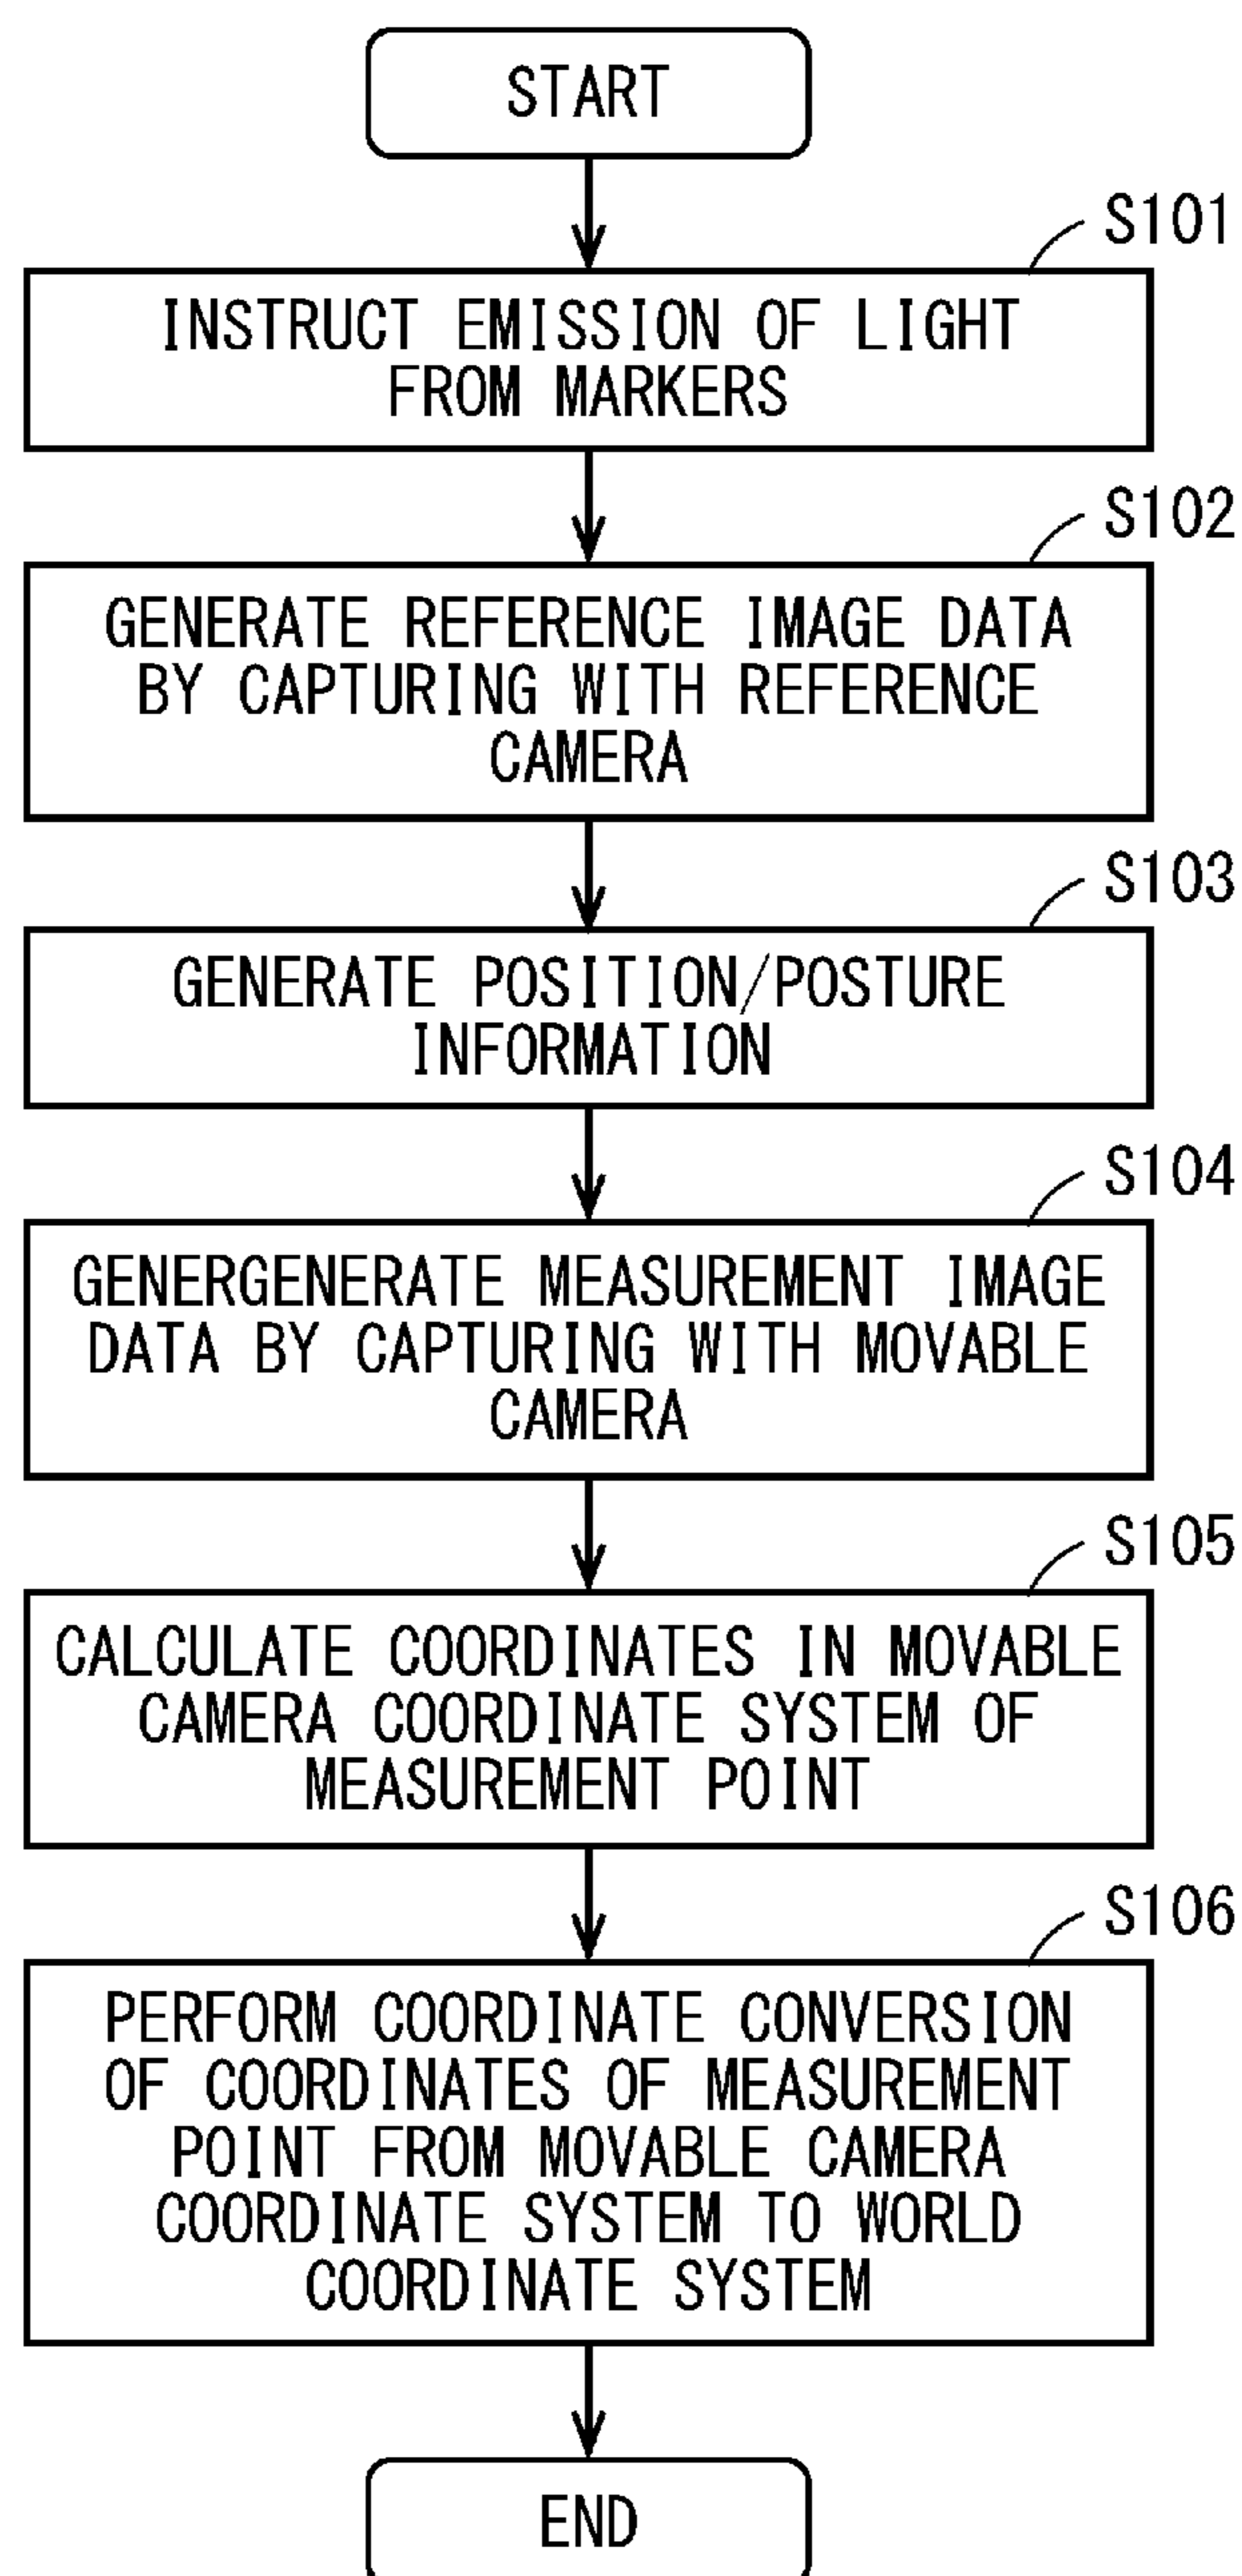 START
S101
INSTRUCT EMISSION OF LIGHT
FROM MARKERS
S102
GENERATE REFERENCE IMAGE DATA
BY CAPTURING WITH REFERENCE
CAMERA
S103
GENERATE POSITION/POSTURE
INFORMATION
S104
GENERGENERATE MEASUREMENT IMAGE
DATA BY CAPTURING WITH MOVABLE
CAMERA
S105
CALCULATE COORDINATES IN MOVABLE
CAMERA COORDINATE SYSTEM OF
MEASUREMENT POINT
S106
PERFORM COORDINATE CONVERSION
OF COORDINATES OF MEASUREMENT
POINT FROM MOVABLE CAMERA
COORDINATE SYSTEM TO WORLD
COORDINATE SYSTEM
END